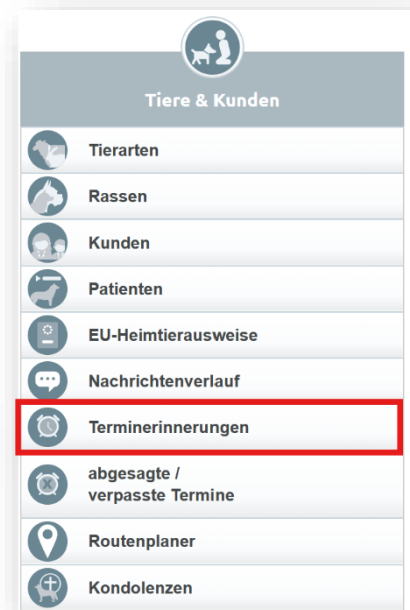 Tiere & Kunden
Tierarten
Rassen
Kunden
Patienten
EU-Heimtierausweise
Nachrichtenverlauf
Terminerinnerungen
abgesagte /
verpasste Termine
Routenplaner
Kondolenzen